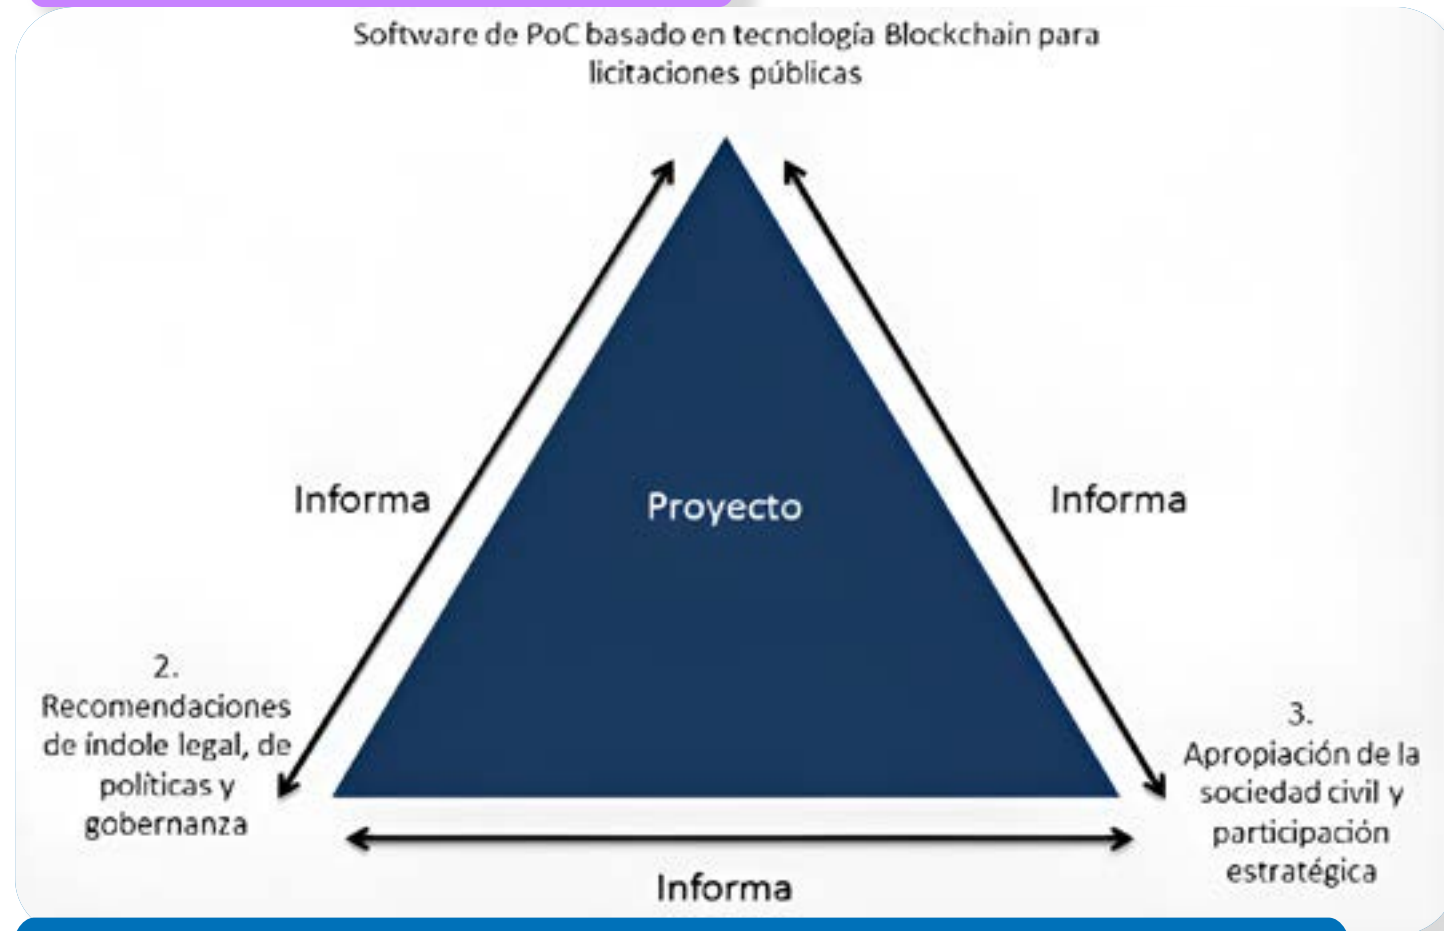 Software de PoC basado en tecnología Blockchain para
licitaciones públicas
Informa
Proyecto
Informa
2.
Recomendaciones
de índole legal, de
políticas y
gobernanza
3.
Apropiación de la
sociedad civil y
participación
estratégica
Informa